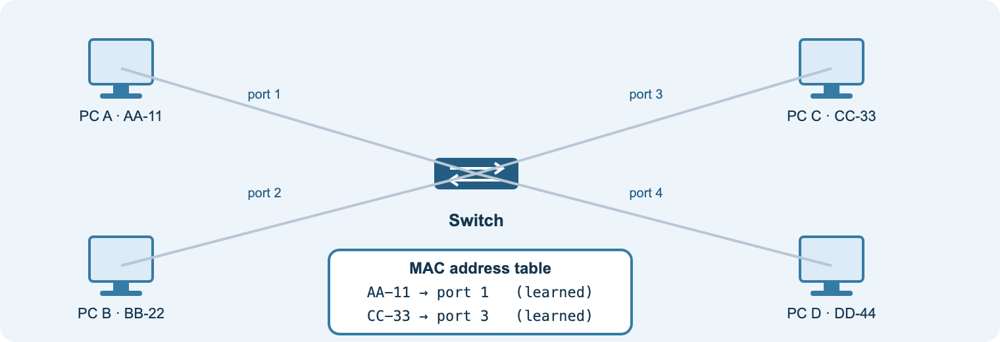 port 1
port 3
PC A · AA-11
PC C · CC-33
port 2
port 4
Switch
MAC address table
AA–11 → port 1 (learned)
CC–33 → port 3 (learned)
PC B · BB-22
PC D · DD-44